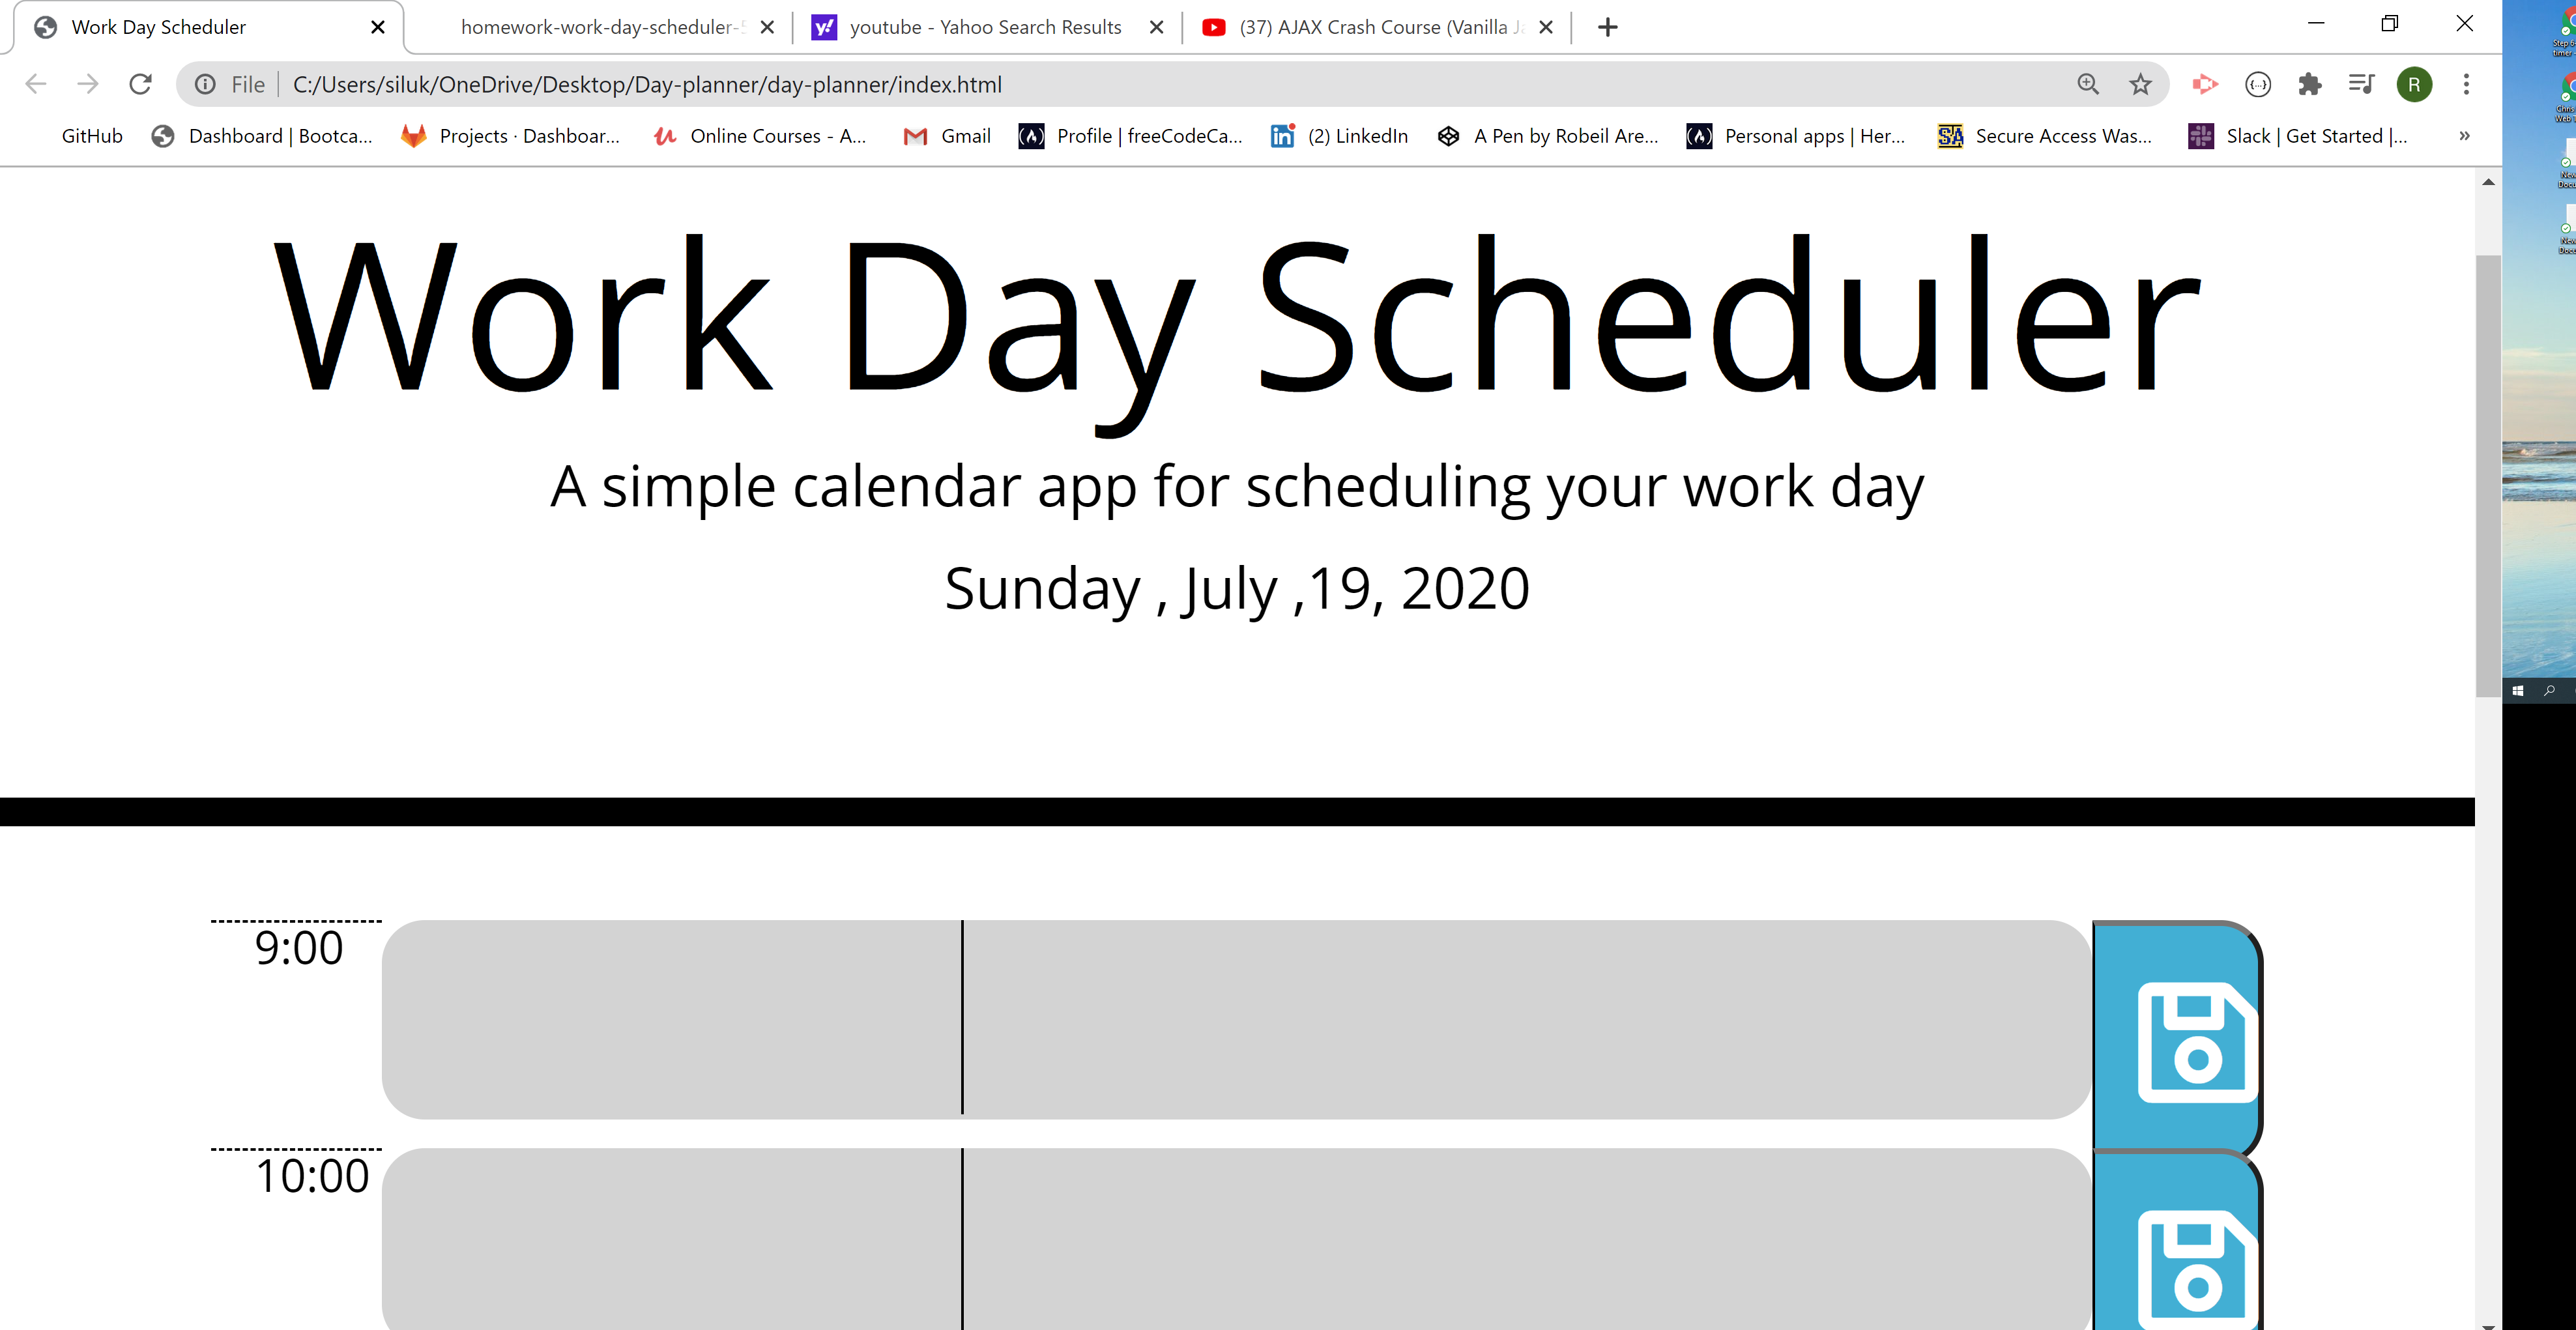 Work Day Scheduler
homework-work-day-scheduler-
youtube - Yahoo Search Results
(37) AJAX Crash Course (Vanilla
File
C:/Users/siluk/OneDrive/Desktop/Day-planner/day-planner/index.html
R
GitHub
Dashboard | Bootca...
Projects · Dashboar...
Online Courses - A...
Gmail
Profile | freeCodeCa...
(2) LinkedIn
A Pen by Robeil Are...
Personal apps | Her...
Secure Access Was...
Slack | Get Started |...
»
Work Day Scheduler
A simple calendar app for scheduling your work day
Sunday , July ,19, 2020
9:00
10:00